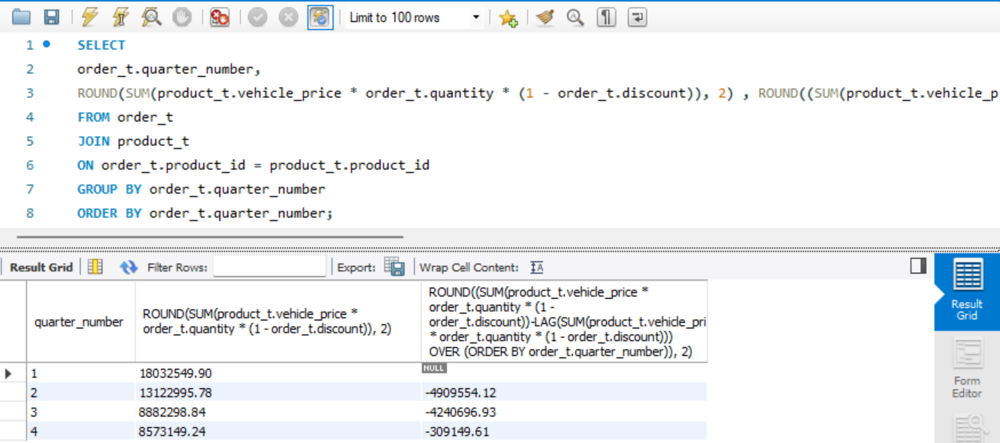 Limit to 100 rows
1 SELECT
2 order_t.quarter_number,
3 ROUND(SUM(product_t.vehicle_price * order_t.quantity * (1 - order_t.discount)), 2) , ROUND((SUM(product_t.vehicle_p
4 FROM order_t
5 JOIN product_t
6 ON order_t.product_id = product_t.product_id
7 GROUP BY order_t.quarter_number
8 ORDER BY order_t.quarter_number;
Result Grid Filter Rows: Export: Wrap Cell Content: IA
quarter_number
ROUND(SUM(product_t.vehicle_price *
order_t.quantity * (1 - order_t.discount)), 2)
ROUND((SUM(product_t.vehicle_price *
order_t.quantity * (1 -
order_t.discount))-LAG(SUM(product_t.vehicle_pri
* order_t.quantity * (1 - order_t.discount)))
OVER (ORDER BY order_t.quarter_number)), 2)
1 18032549.90 NULL
2 13122995.78 -4909554.12
3 8882298.84 -4240696.93
4 8573149.24 -309149.61
Result
Grid
Form
Editor